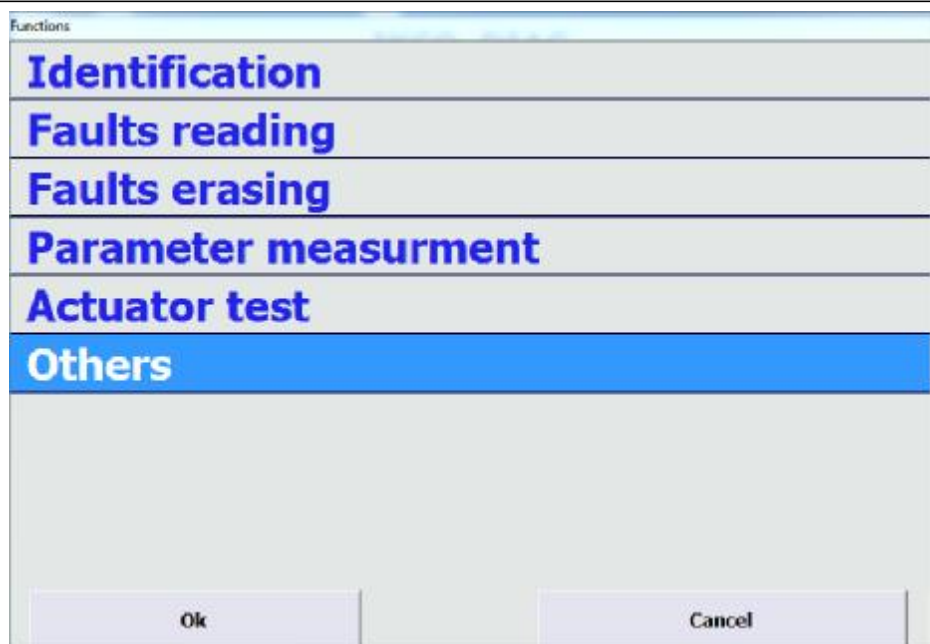 Functions
Identification
Faults reading
Faults erasing
Parameter measurment
Actuator test
Others
Ok
Cancel